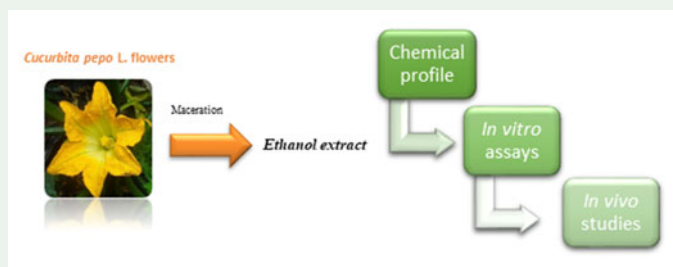 Cucurbita pepo L. flowers
Maceration
Ethanol extract
Chemical
profile
In vitro
assays
In vivo
studies